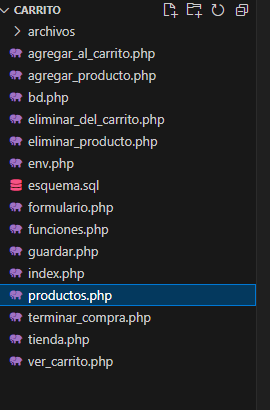 CARRITO
archivos
agregar_al_carrito.php
agregar_producto.php
bd.php
eliminar_del_carrito.php
eliminar_producto.php
env.php
esquema.sql
formulario.php
funciones.php
guardar.php
index.php
productos.php
terminar_compra.php
tienda.php
ver_carrito.php